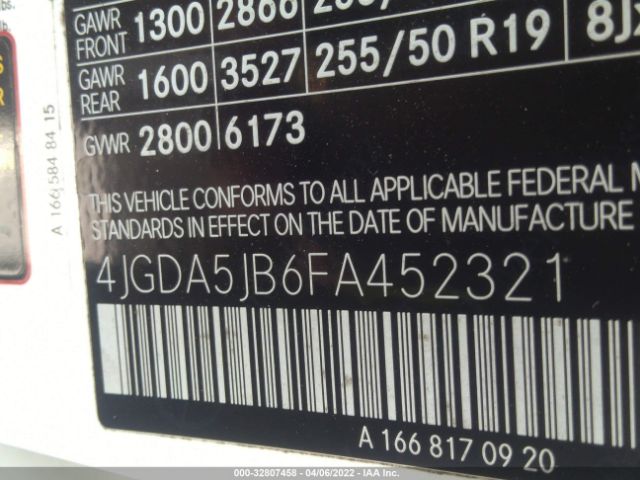 lbs.
lb
S
R
A 166 584 84 15
GAWR FRONT 1300 2866
GAWR REAR 1600 3527 255/50 R19
GVWR 2800 6173
THIS VEHICLE CONFORMS TO ALL APPLICABLE FEDERAL M
STANDARDS IN EFFECT ON THE DATE OF MANUFACTURE
4JGDA5JB6FA452321
A 166 817 09 20
000-32807458 - 04/06/2022 - IAA Inc.